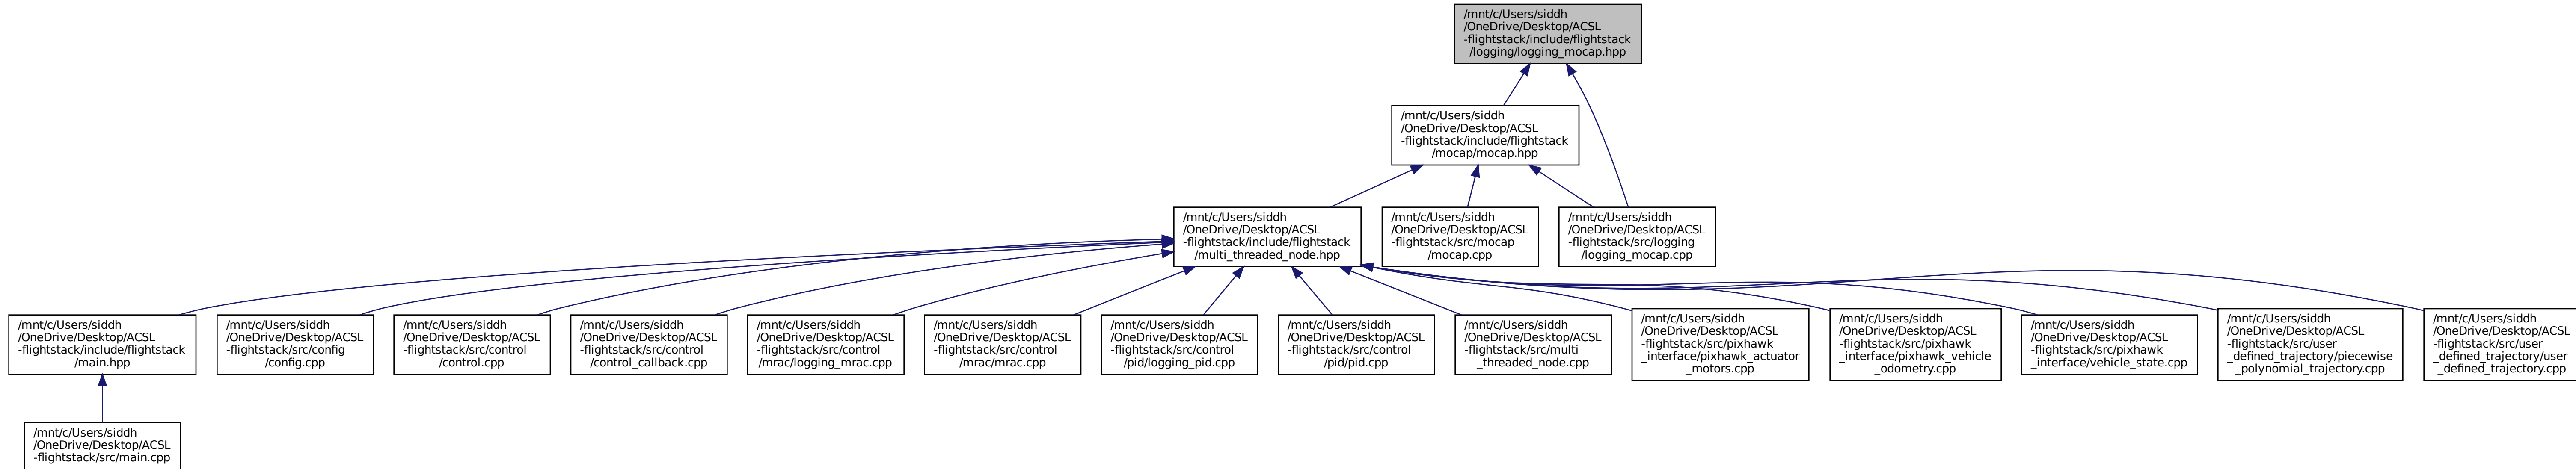 /mnt/c/Users/siddh
/OneDrive/Desktop/ACSL
-flightstack/include/flightstack
/logging/logging_mocap.hpp
/mnt/c/Users/siddh
/OneDrive/Desktop/ACSL
-flightstack/include/flightstack
/mocap/mocap.hpp
/mnt/c/Users/siddh
/OneDrive/Desktop/ACSL
-flightstack/include/flightstack
/multi_threaded_node.hpp
/mnt/c/Users/siddh
/OneDrive/Desktop/ACSL
-flightstack/src/mocap
/mocap.cpp
/mnt/c/Users/siddh
/OneDrive/Desktop/ACSL
-flightstack/src/logging
/logging_mocap.cpp
/mnt/c/Users/siddh
/OneDrive/Desktop/ACSL
-flightstack/include/flightstack
/main.hpp
/mnt/c/Users/siddh
/OneDrive/Desktop/ACSL
-flightstack/src/config
/config.cpp
/mnt/c/Users/siddh
/OneDrive/Desktop/ACSL
-flightstack/src/control
/control.cpp
/mnt/c/Users/siddh
/OneDrive/Desktop/ACSL
-flightstack/src/control
/control_callback.cpp
/mnt/c/Users/siddh
/OneDrive/Desktop/ACSL
-flightstack/src/control
/mrac/logging_mrac.cpp
/mnt/c/Users/siddh
/OneDrive/Desktop/ACSL
-flightstack/src/control
/mrac/mrac.cpp
/mnt/c/Users/siddh
/OneDrive/Desktop/ACSL
-flightstack/src/control
/pid/logging_pid.cpp
/mnt/c/Users/siddh
/OneDrive/Desktop/ACSL
-flightstack/src/control
/pid/pid.cpp
/mnt/c/Users/siddh
/OneDrive/Desktop/ACSL
-flightstack/src/multi
_threaded_node.cpp
/mnt/c/Users/siddh
/OneDrive/Desktop/ACSL
-flightstack/src/pixhawk
_interface/pixhawk_actuator
_motors.cpp
/mnt/c/Users/siddh
/OneDrive/Desktop/ACSL
-flightstack/src/pixhawk
_interface/pixhawk_vehicle
_odometry.cpp
/mnt/c/Users/siddh
/OneDrive/Desktop/ACSL
-flightstack/src/pixhawk
_interface/vehicle_state.cpp
/mnt/c/Users/siddh
/OneDrive/Desktop/ACSL
-flightstack/src/user
_defined_trajectory/piecewise
_polynomial_trajectory.cpp
/mnt/c/Users/siddh
/OneDrive/Desktop/ACSL
-flightstack/src/user
_defined_trajectory/user
_defined_trajectory.cpp
/mnt/c/Users/siddh
/OneDrive/Desktop/ACSL
-flightstack/src/main.cpp